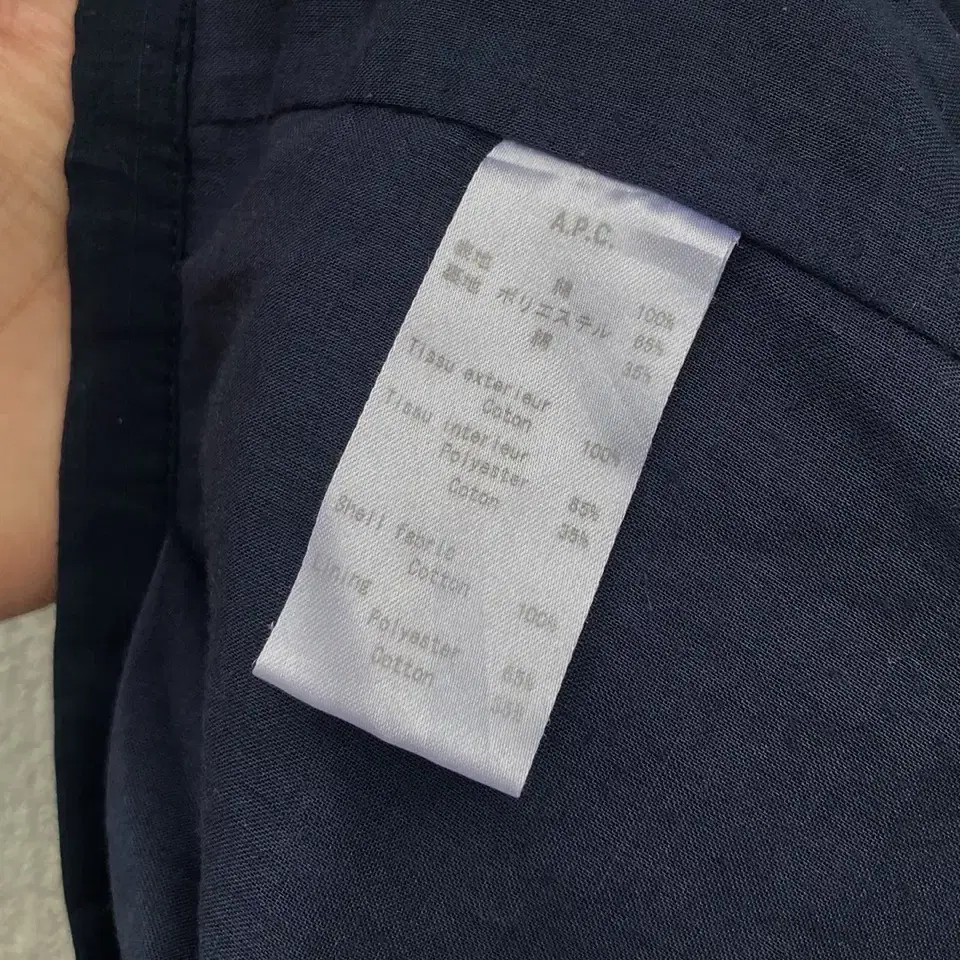 A.P.C.
表地 綿 100%
裏地 ポリエステル 65%
綿 35%
Tissu exterieur
Coton 100%
Tissu interieur
Polyester 65%
Coton 35%
Shell fabric
Cotton 100%
Lining
Polyester 65%
Cotton 35%